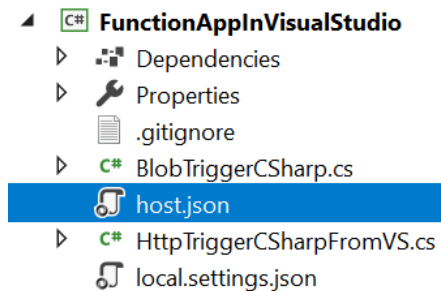 C# FunctionAppInVisualStudio
Dependencies
Properties
.gitignore
C# BlobTriggerCSharp.cs
host.json
C# HttpTriggerCSharpFromVS.cs
local.settings.json